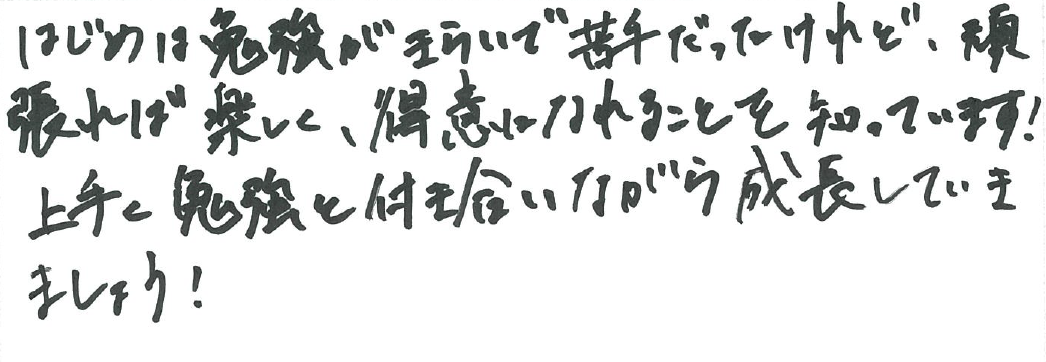 はじめは勉強がきらいで苦手だったけれど、頑
張れば楽しく、得意になれることを知っています!
上手く勉強と付き合いながら成長していき
ましょう!